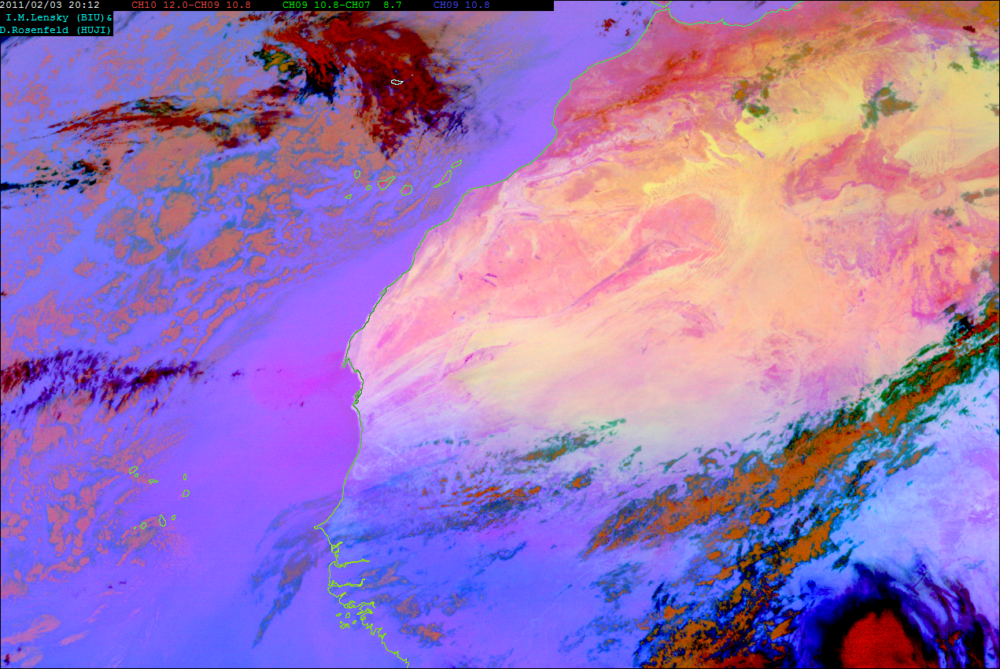 2011/02/03 20:12 CH10 12.0-CH09 10.8 CH09 10.8-CH07 8.7 CH09 10.8
I.M.Lensky (BIU)&
D.Rosenfeld (HUJI)